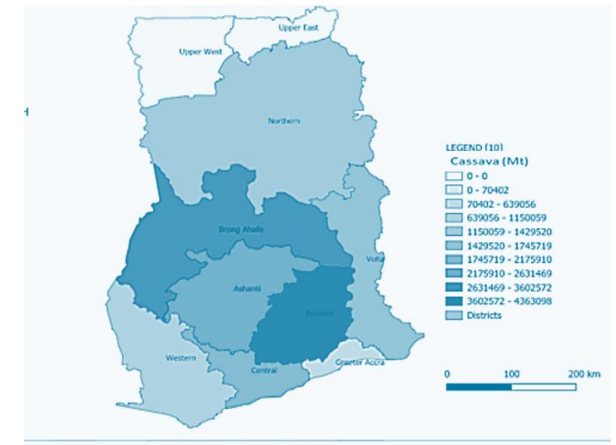 Upper East
Upper West
H
Northern
LEGEND [10]
Cassava (Mt)
0 - 0
0 - 70402
70402 - 639056
639056 - 1150059
1150059 - 1429520
1429520 - 1745719
1745719 - 2175910
2175910 - 2631469
2631469 - 3602572
3602572 - 4363098
Districts
Brong Ahafa
Volta
Ashanti
Eastern
Western
Central
Greater Accra
0 100 200 km